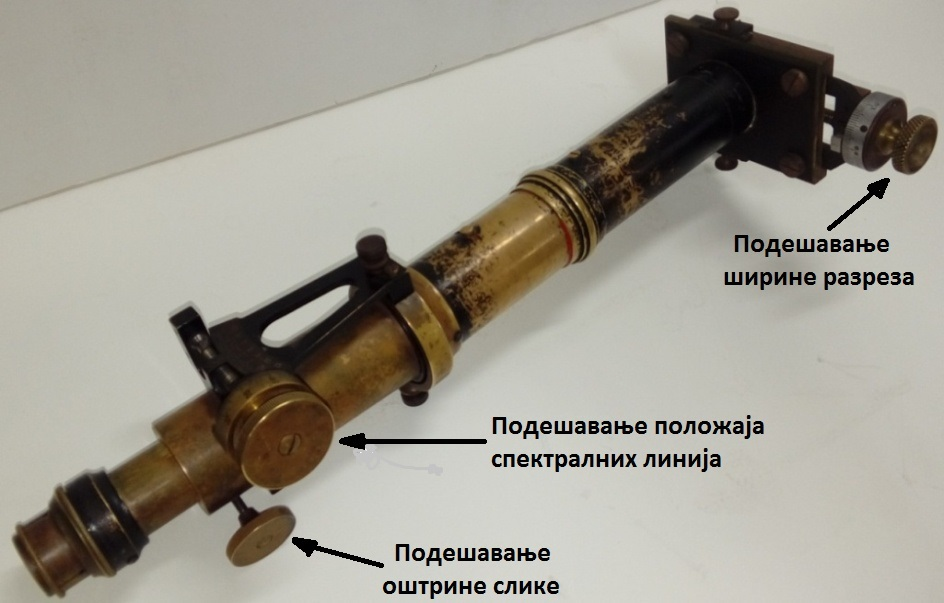 Подешавање
ширине разреза
Подешавање положаја
спектралних линија
Подешавање
оштрине слике